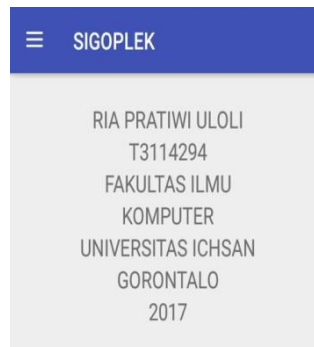 SIGOPLEK
RIA PRATIWI ULOLI
T3114294
FAKULTAS ILMU
KOMPUTER
UNIVERSITAS ICHSAN
GORONTALO
2017